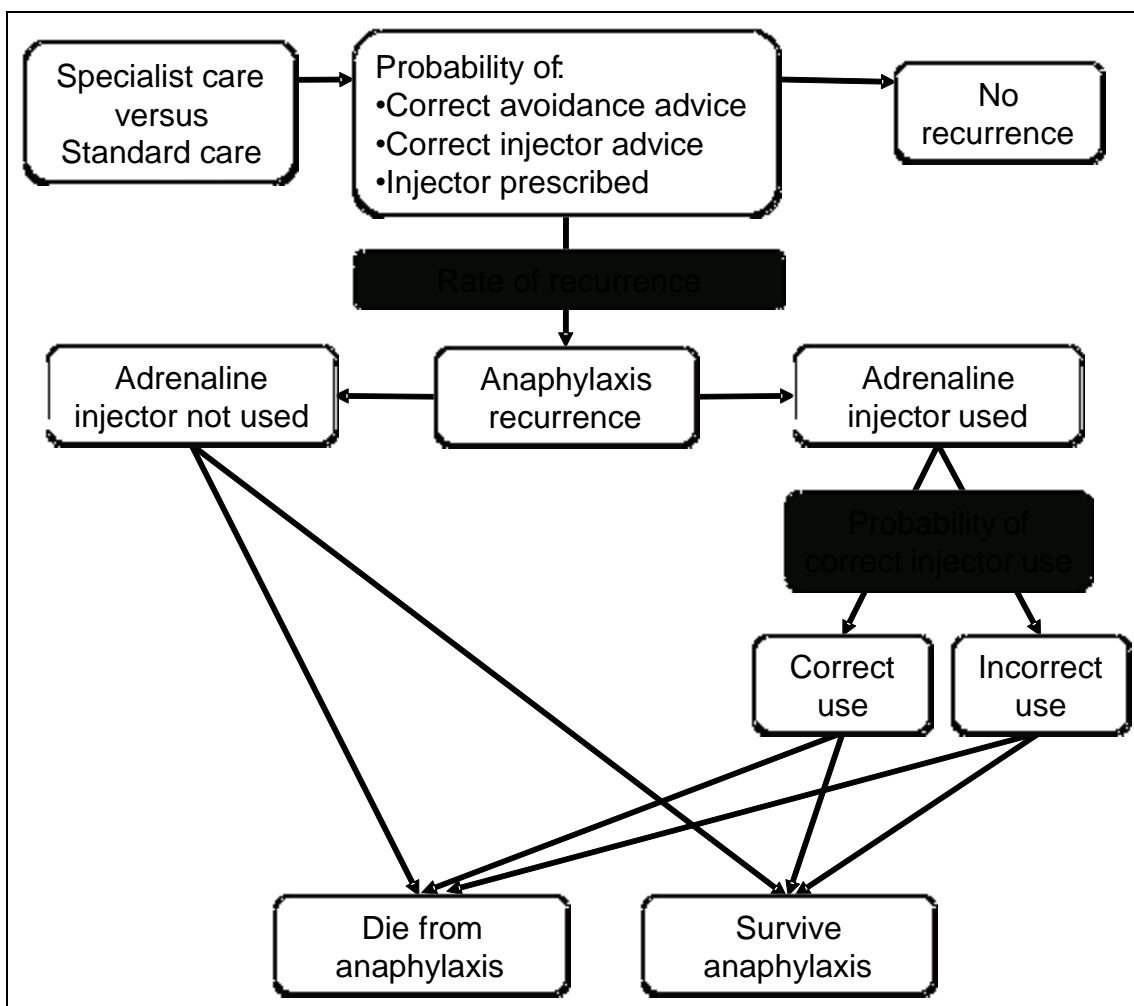 Specialist care
versus
Standard care
Probability of:
•Correct avoidance advice
•Correct injector advice
•Injector prescribed
No
recurrence
Rate of recurrence
Adrenaline
injector not used
Anaphylaxis
recurrence
Adrenaline
injector used
Probability of
correct injector use
Correct
use
Incorrect
use
Die from
anaphylaxis
Survive
anaphylaxis